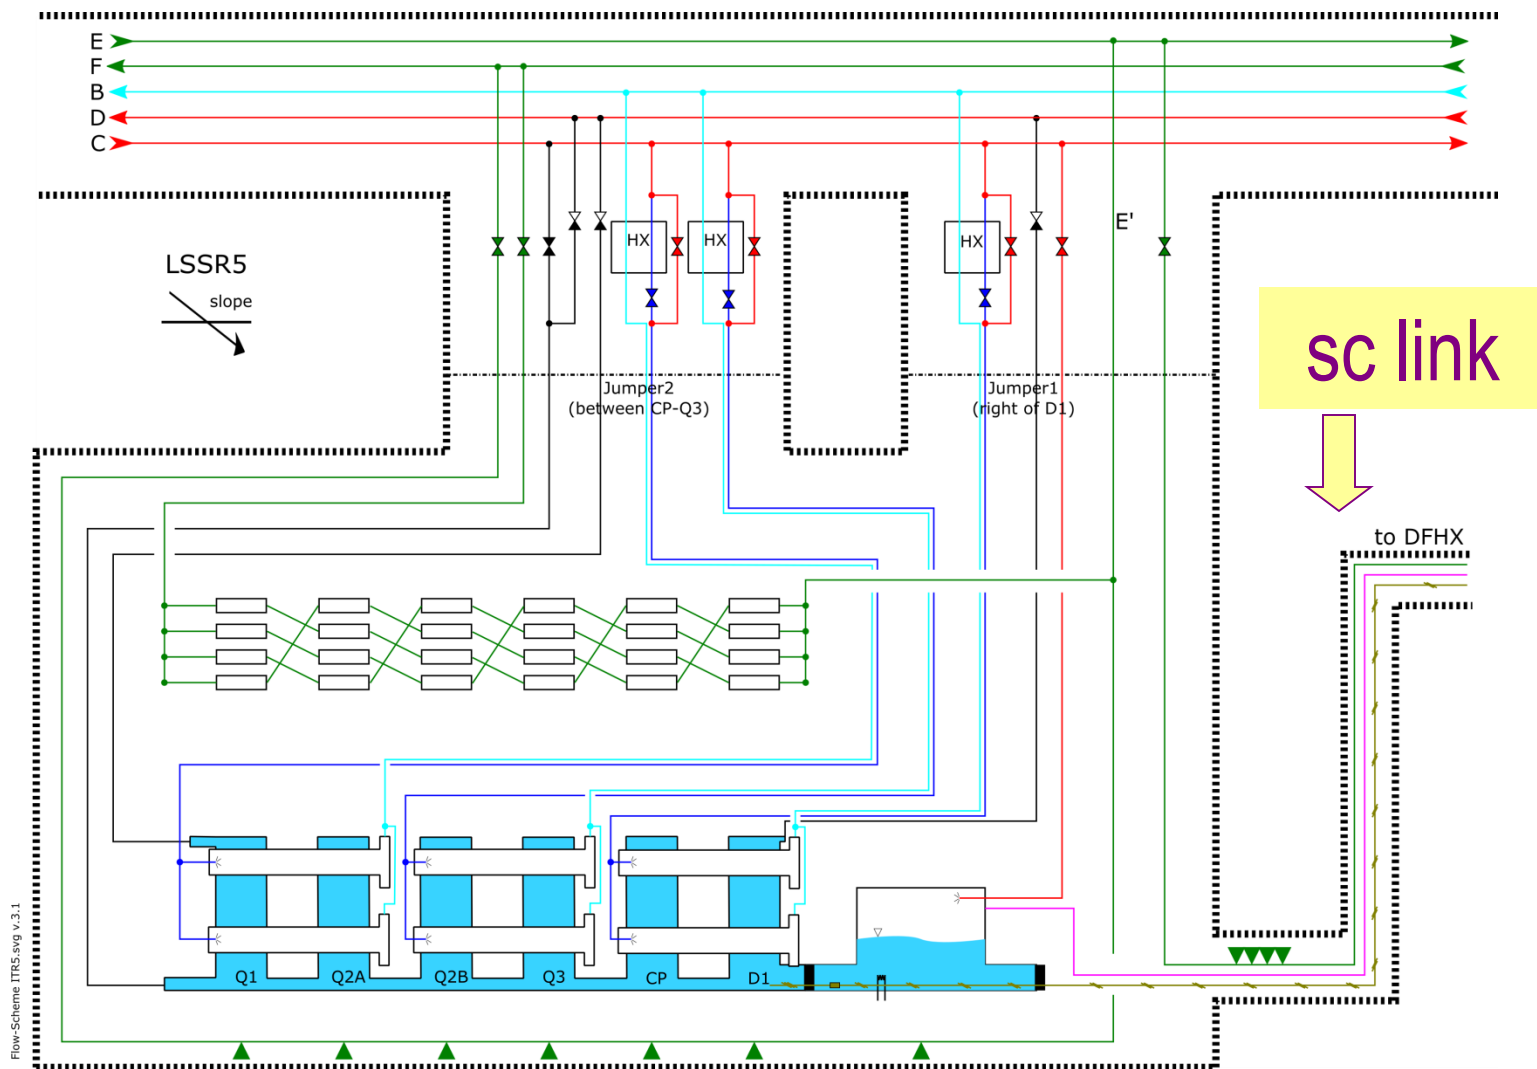 E
F
B
D
C
E'
LSSR5
slope
HX
HX
HX
sc link
Jumper2
(between CP-Q3)
Jumper1
(right of D1)
to DFHX
Q1
Q2A
Q2B
Q3
CP
D1
Flow-Scheme ITR5.svg v.3.1